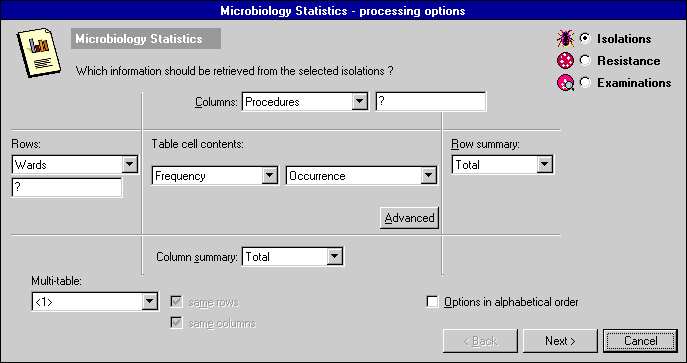 Microbiology Statistics - processing options
Microbiology Statistics
Isolations
Resistance
Examinations
Which information should be retrieved from the selected isolations ?
Columns: Procedures ?
Rows:
Wards
?
Table cell contents:
Frequency Occurrence
Row summary:
Total
Advanced
Column summary: Total
Multi-table:
<1>
same rows
same columns
Options in alphabetical order
< Back Next > Cancel